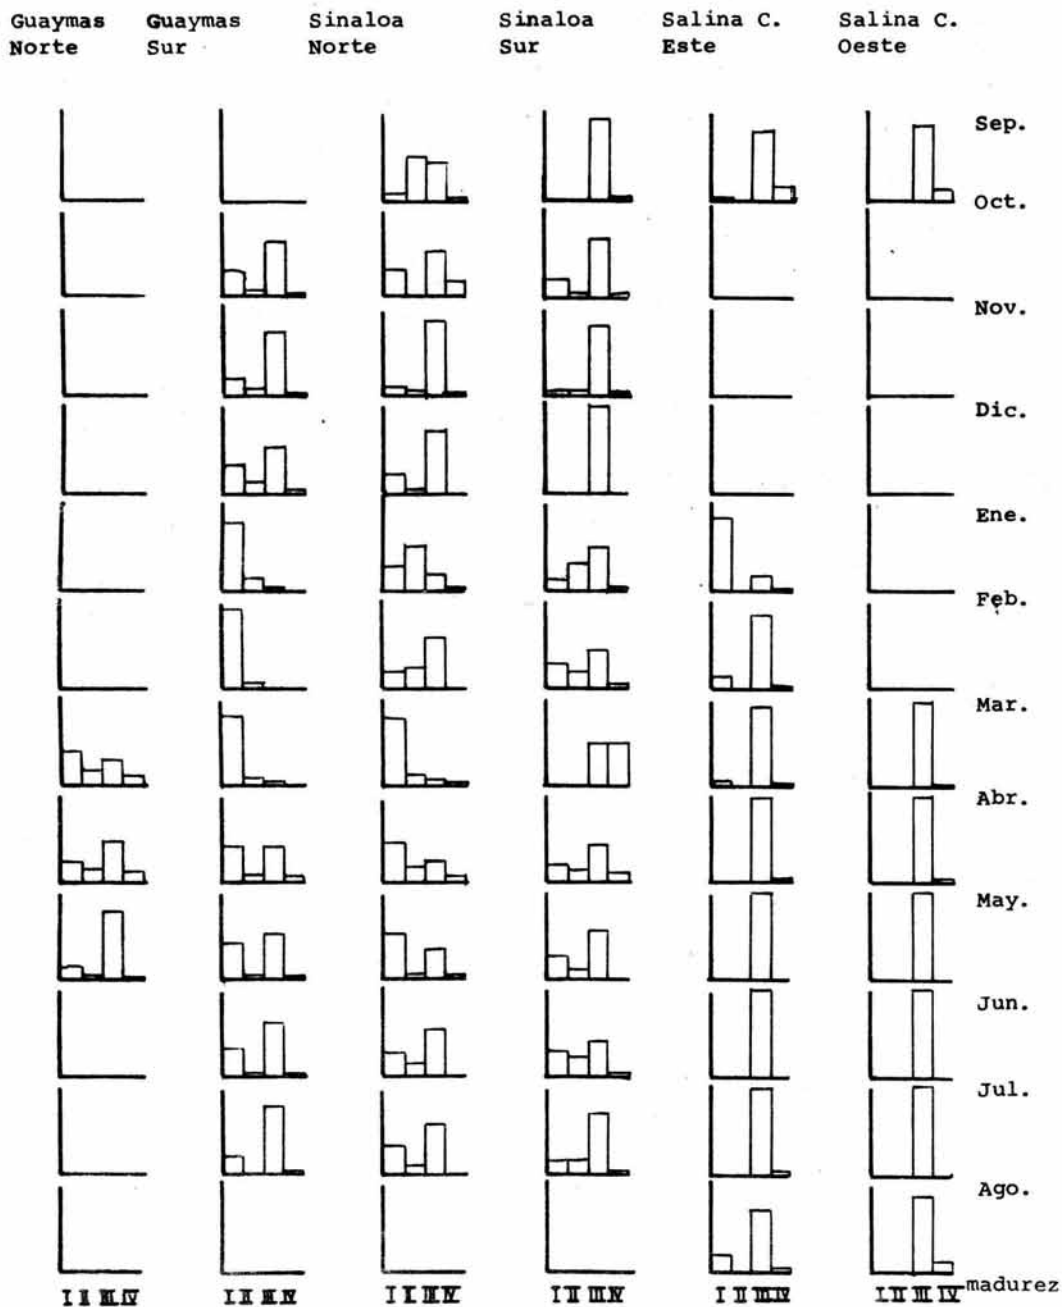 Guaymas Guaymas Sinaloa Sinaloa Salina C. Salina C.
Norte Sur Norte Sur Este Oeste
Sep.
Oct.
Nov.
Dic.
Ene.
Feb.
Mar.
Abr.
May.
Jun.
Jul.
Ago.
I II III IV I II III IV I II III IV I II III IV I II III IV I II III IV madurez